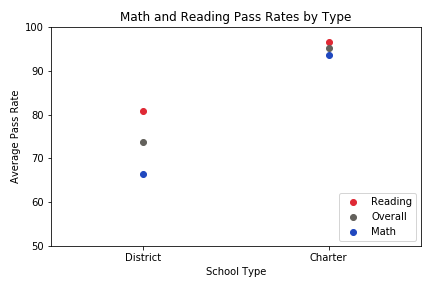 Math and Reading Pass Rates by Type
100
90
80
70
60
50
Average Pass Rate
District
Charter
School Type
Reading
Overall
Math